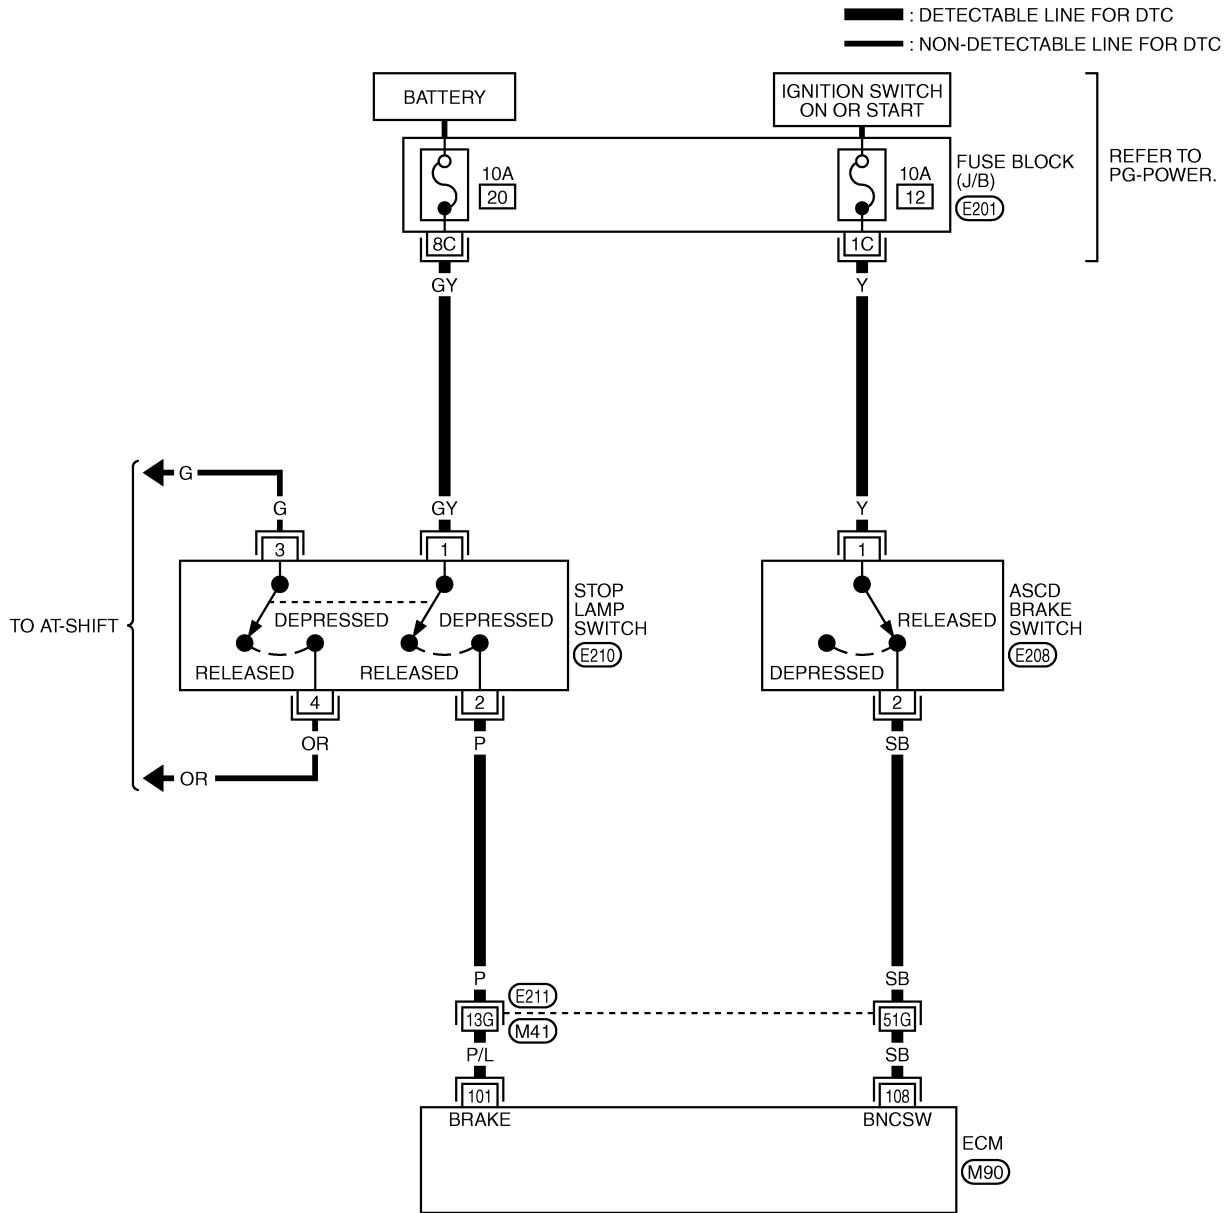 : DETECTABLE LINE FOR DTC
: NON-DETECTABLE LINE FOR DTC
BATTERY
IGNITION SWITCH
ON OR START
10A
20
10A
12
FUSE BLOCK
(J/B)
E201
REFER TO
PG-POWER.
8C
1C
GY
Y
G
G
GY
Y
3
1
1
TO AT-SHIFT
DEPRESSED
DEPRESSED
RELEASED
RELEASED
STOP
LAMP
SWITCH
E210
RELEASED
DEPRESSED
ASCD
BRAKE
SWITCH
E208
4
2
2
OR
P
SB
OR
P
SB
E211
13G
M41
51G
P/L
SB
101
108
BRAKE
BNCSW
ECM
M90